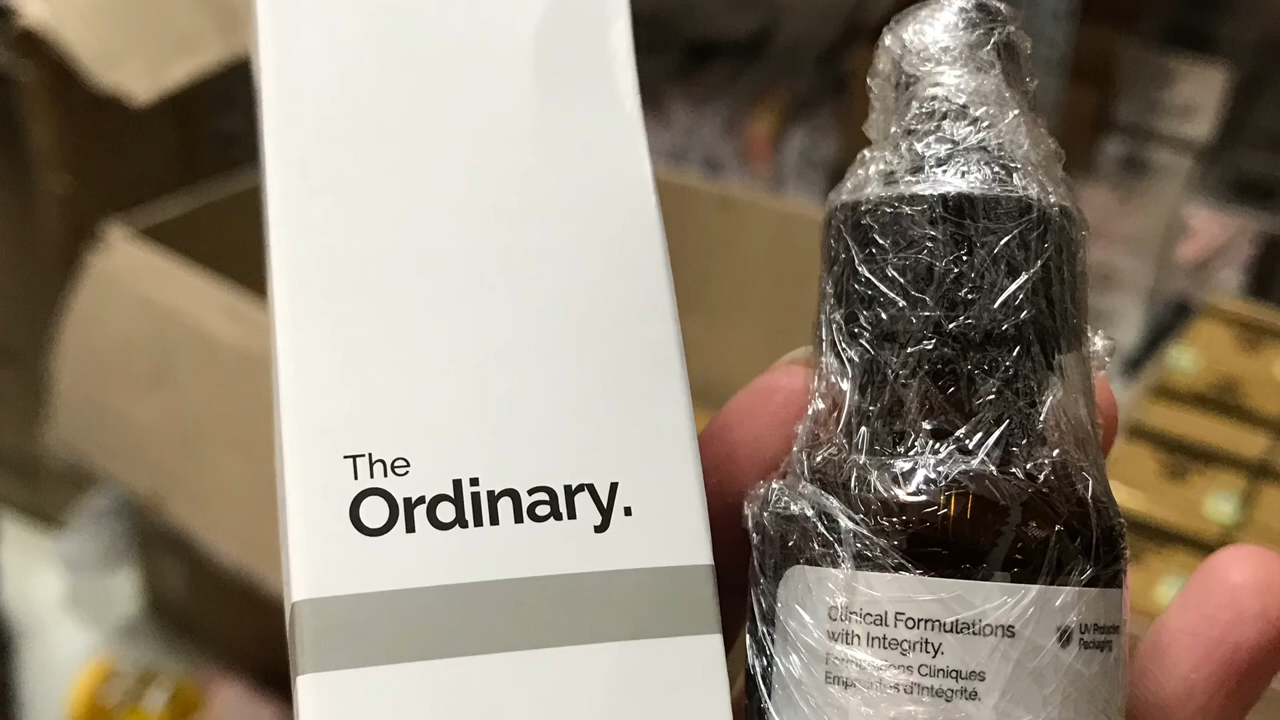 The
Ordinary.
Clinical Formulations
with Integrity.
Formulations Cliniques
Empreintes d'Intégrité.
UV Protection
Packaging